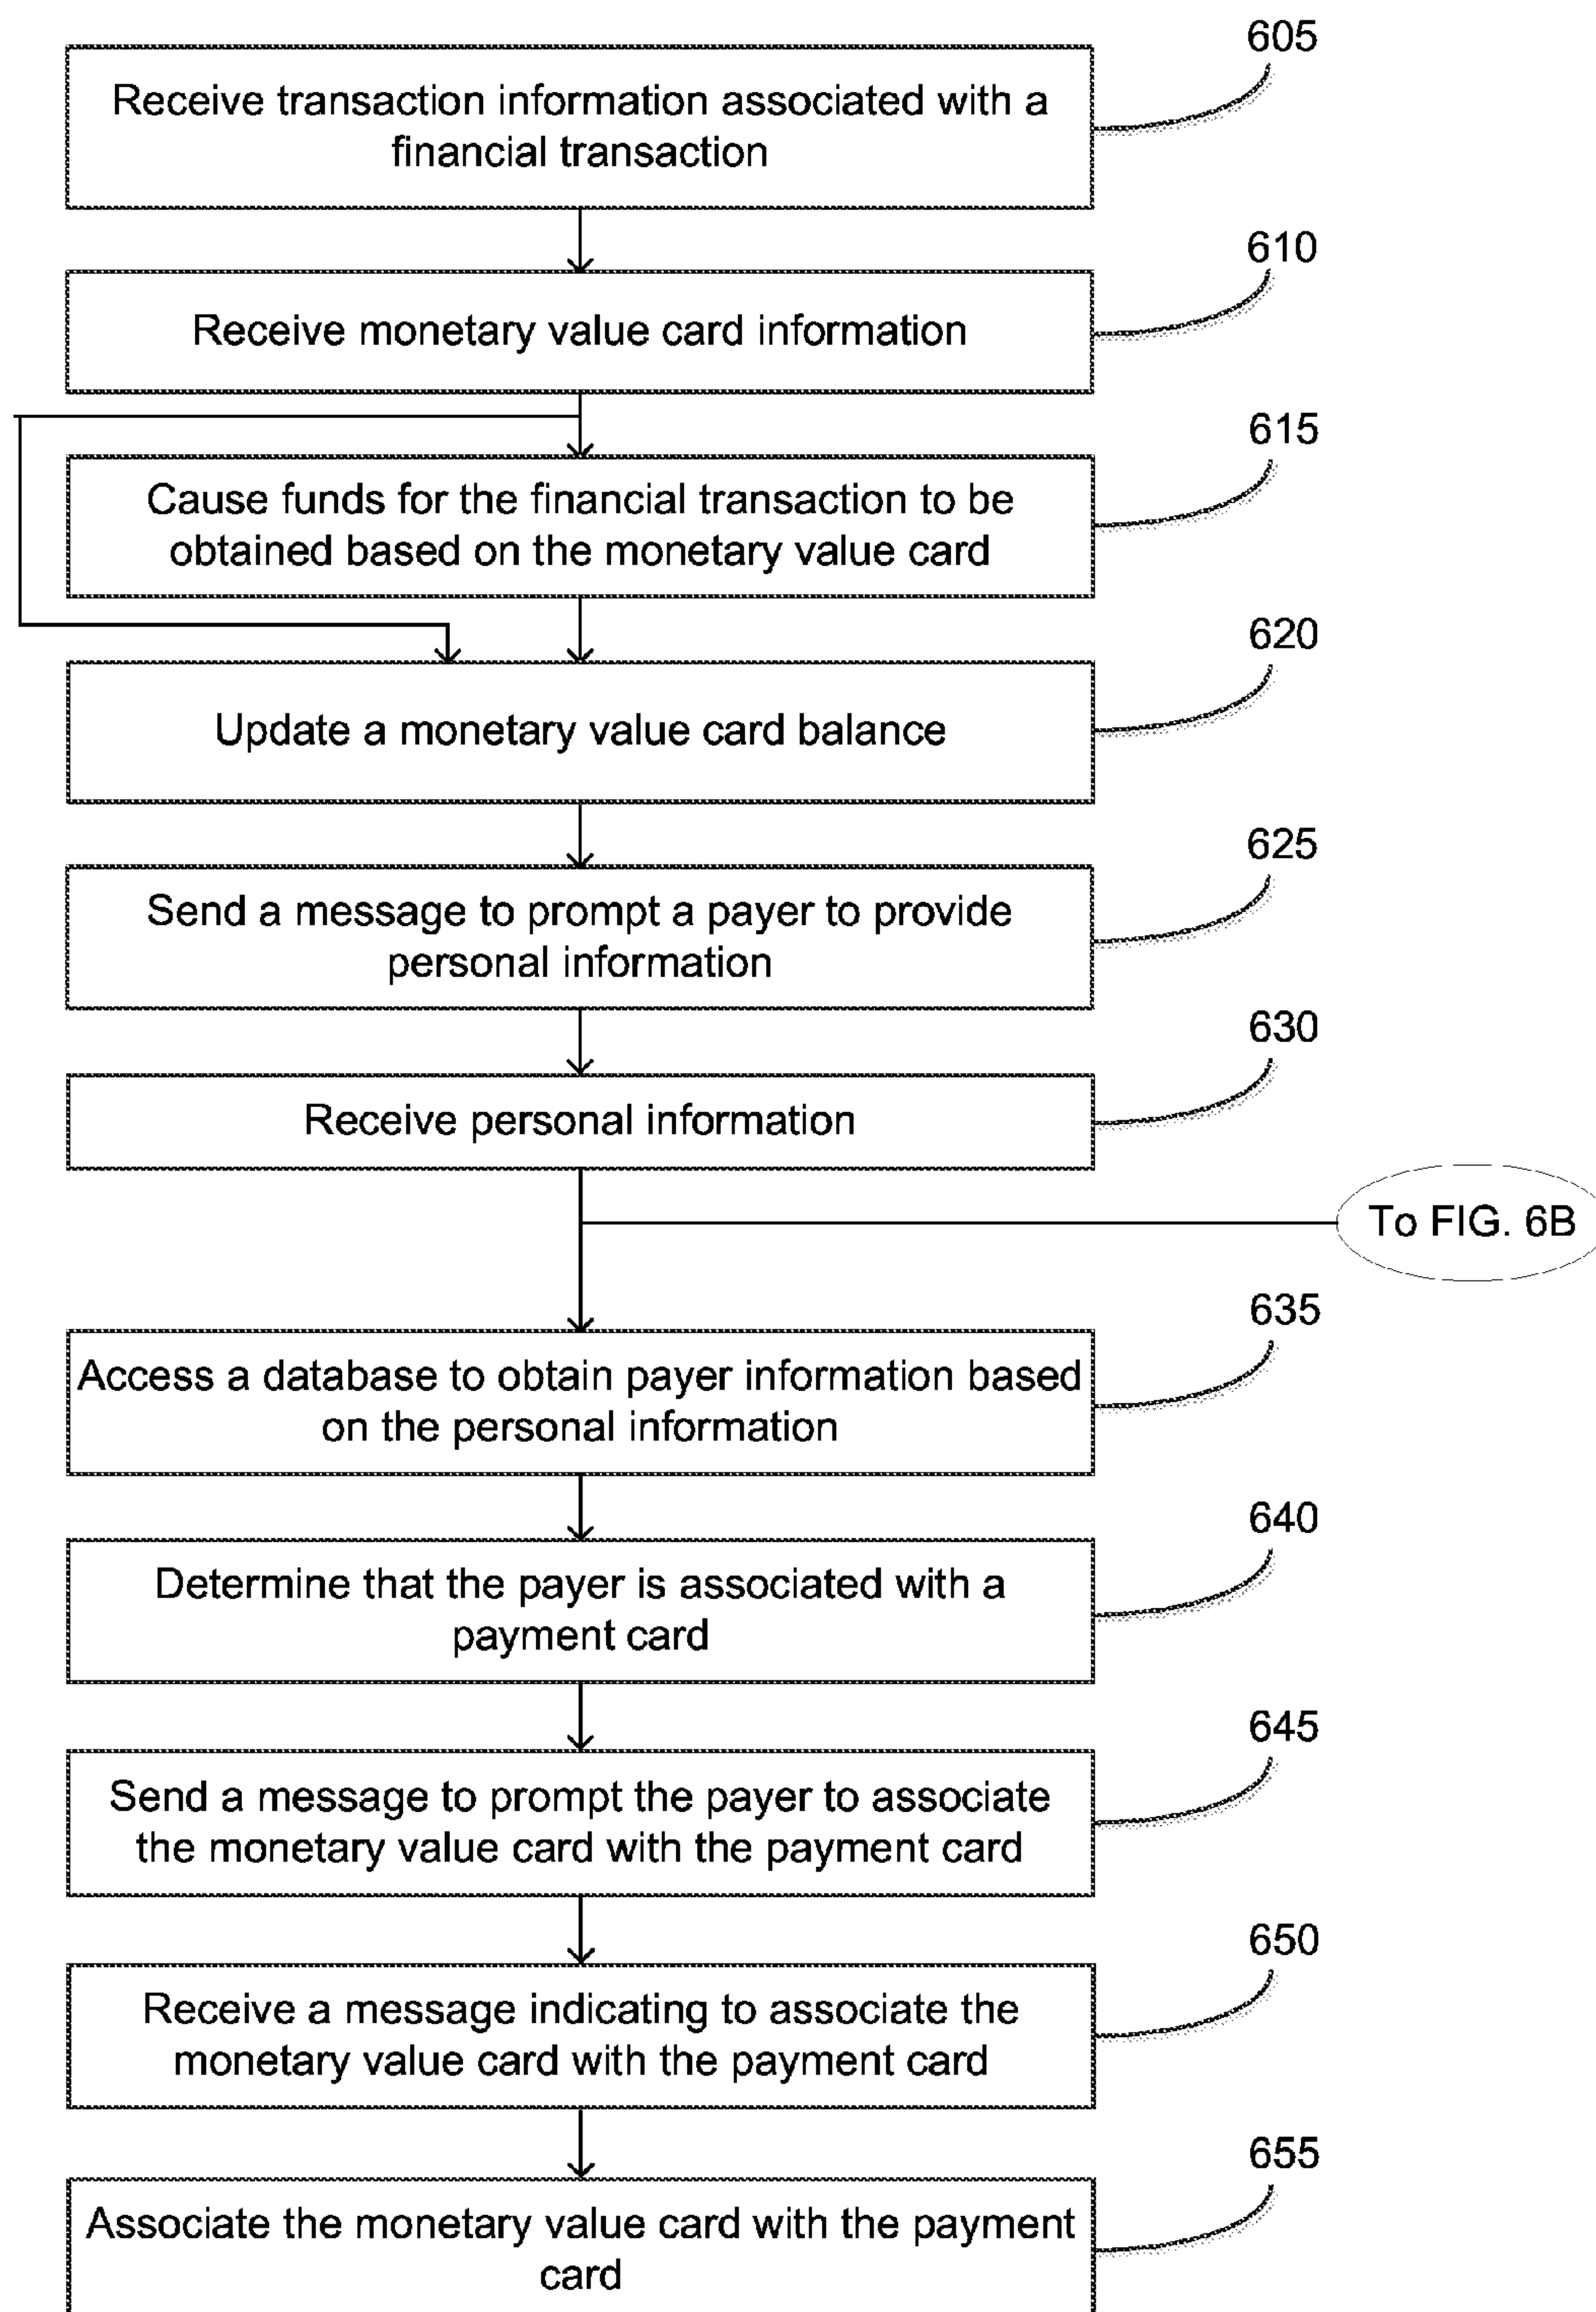 605
Receive transaction information associated with a
financial transaction
610
Receive monetary value card information
615
Cause funds for the financial transaction to be
obtained based on the monetary value card
620
Update a monetary value card balance
625
Send a message to prompt a payer to provide
personal information
630
Receive personal information
To FIG. 6B
635
Access a database to obtain payer information based
on the personal information
640
Determine that the payer is associated with a
payment card
645
Send a message to prompt the payer to associate
the monetary value card with the payment card
650
Receive a message indicating to associate the
monetary value card with the payment card
655
Associate the monetary value card with the payment
card